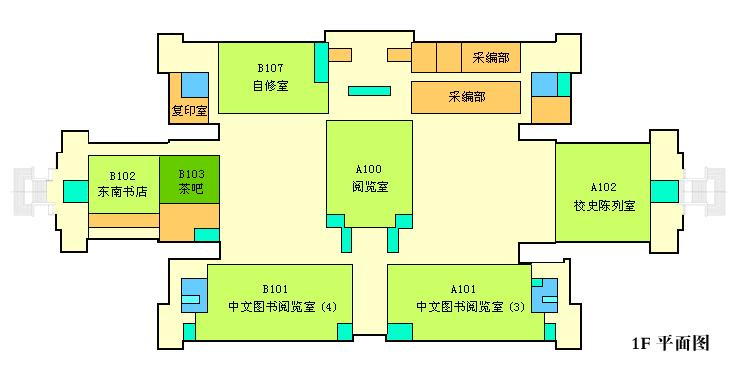 B107
自修室
采编部
采编部
复印室
A100
阅览室
B102
东南书店
B103
茶吧
A102
校史陈列室
B101
中文图书阅览室 (4)
A101
中文图书阅览室 (3)
1F 平面图